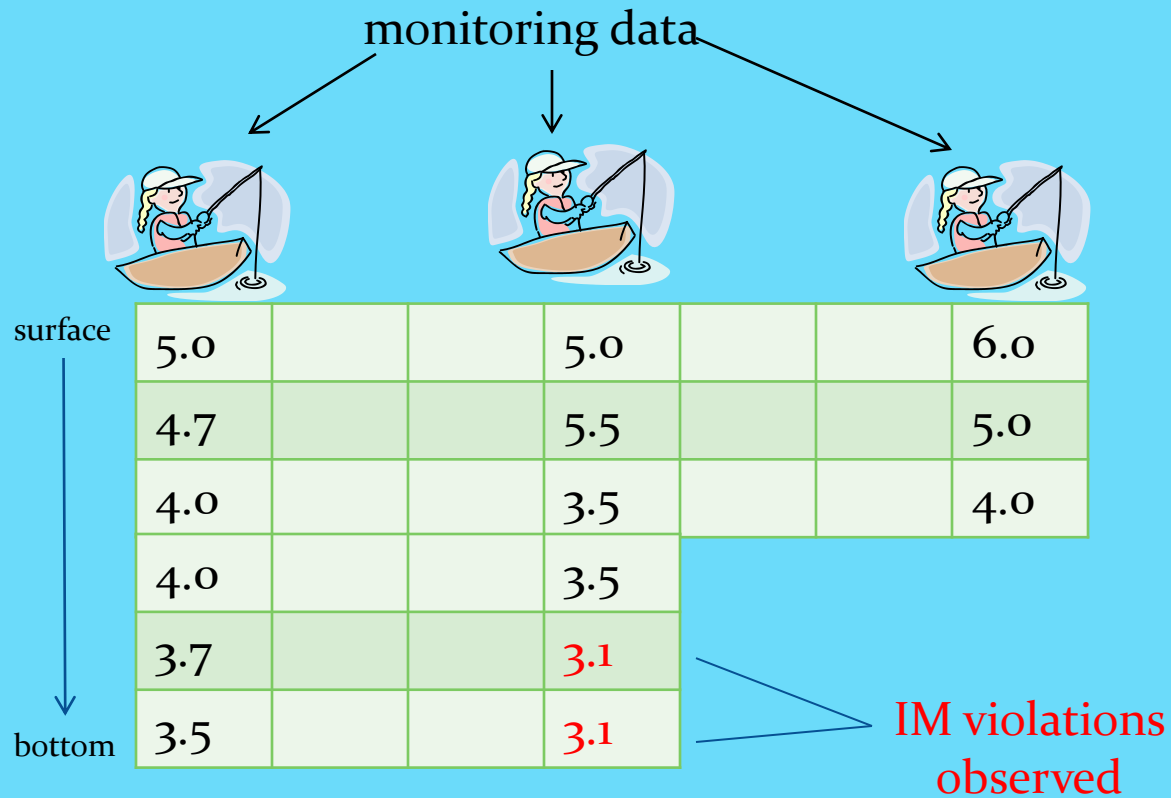 monitoring data
surface 5.0 5.0 6.0
4.7 5.5 5.0
4.0 3.5 4.0
4.0 3.5
3.7 3.1
bottom 3.5 3.1
IM violations
observed